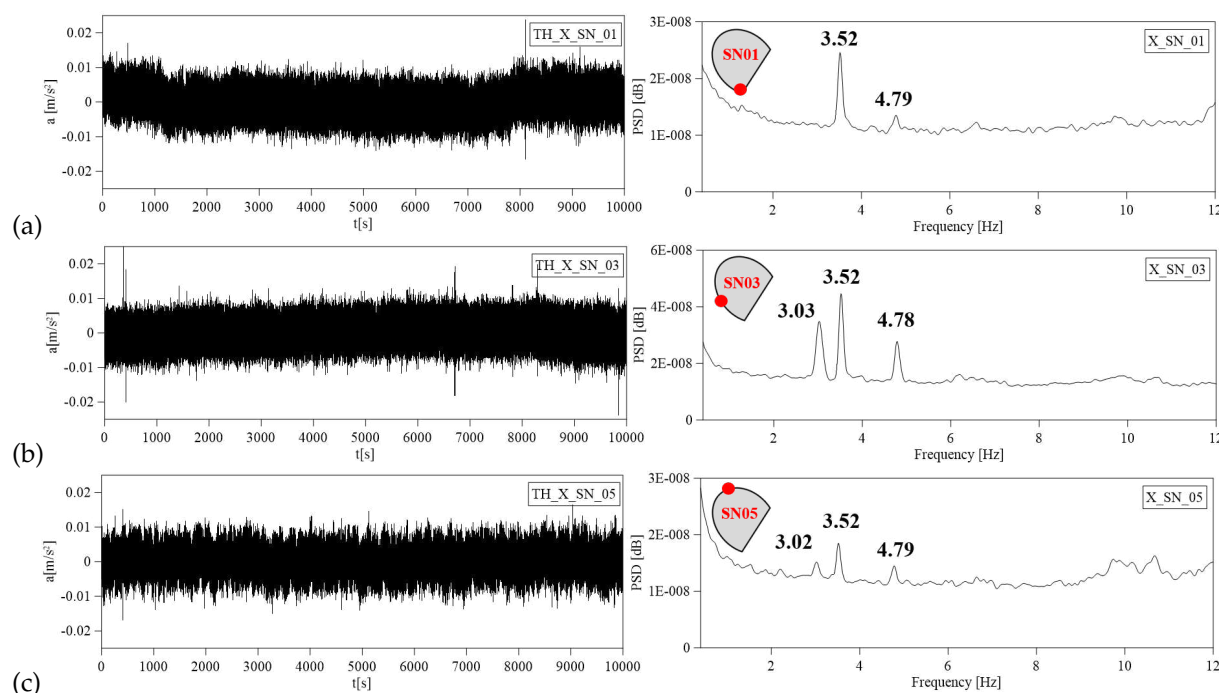 0.02
0.01
0
-0.01
-0.02
a [m/s²]
TH_X_SN_01
0 1000 2000 3000 4000 5000 6000 7000 8000 9000 10000
t[s]
(a)
3E-008
2E-008
1E-008
0
PSD [dB]
SN01
3.52
4.79
X_SN_01
2 4 6 8 10 12
Frequency [Hz]
0.02
0.01
0
-0.01
-0.02
a[m/s²]
TH_X_SN_03
0 1000 2000 3000 4000 5000 6000 7000 8000 9000 10000
t[s]
(b)
6E-008
4E-008
2E-008
0
PSD [dB]
SN03
3.03
3.52
4.78
X_SN_03
2 4 6 8 10 12
Frequency [Hz]
0.02
0.01
0
-0.01
-0.02
a[m/s²]
TH_X_SN_05
0 1000 2000 3000 4000 5000 6000 7000 8000 9000 10000
t[s]
(c)
3E-008
2E-008
1E-008
0
PSD [dB]
SN05
3.02
3.52
4.79
X_SN_05
2 4 6 8 10 12
Frequency [Hz]